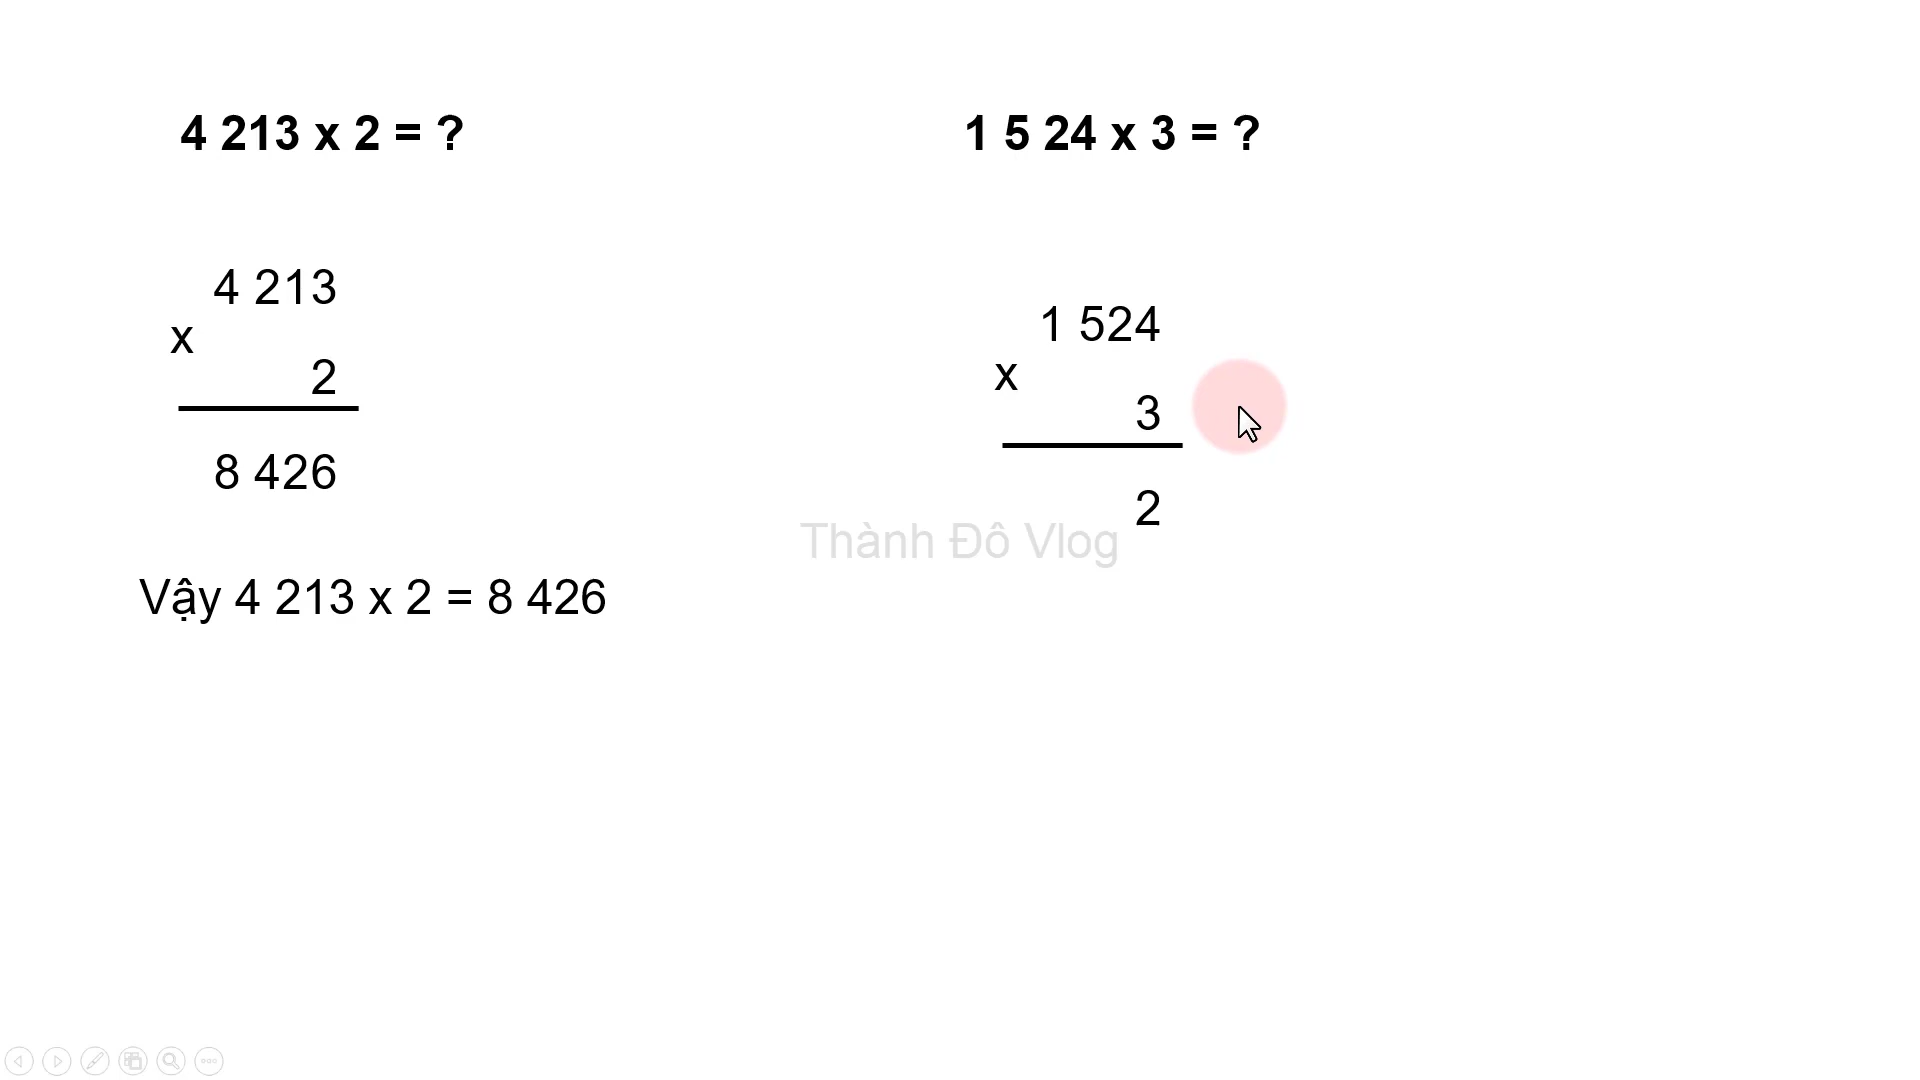 4 213 x 2 = ?
4 213
x
2
8 426
Vậy 4 213 x 2 = 8 426
1 5 24 x 3 = ?
1 524
x
3
2
Thành Đô Vlog